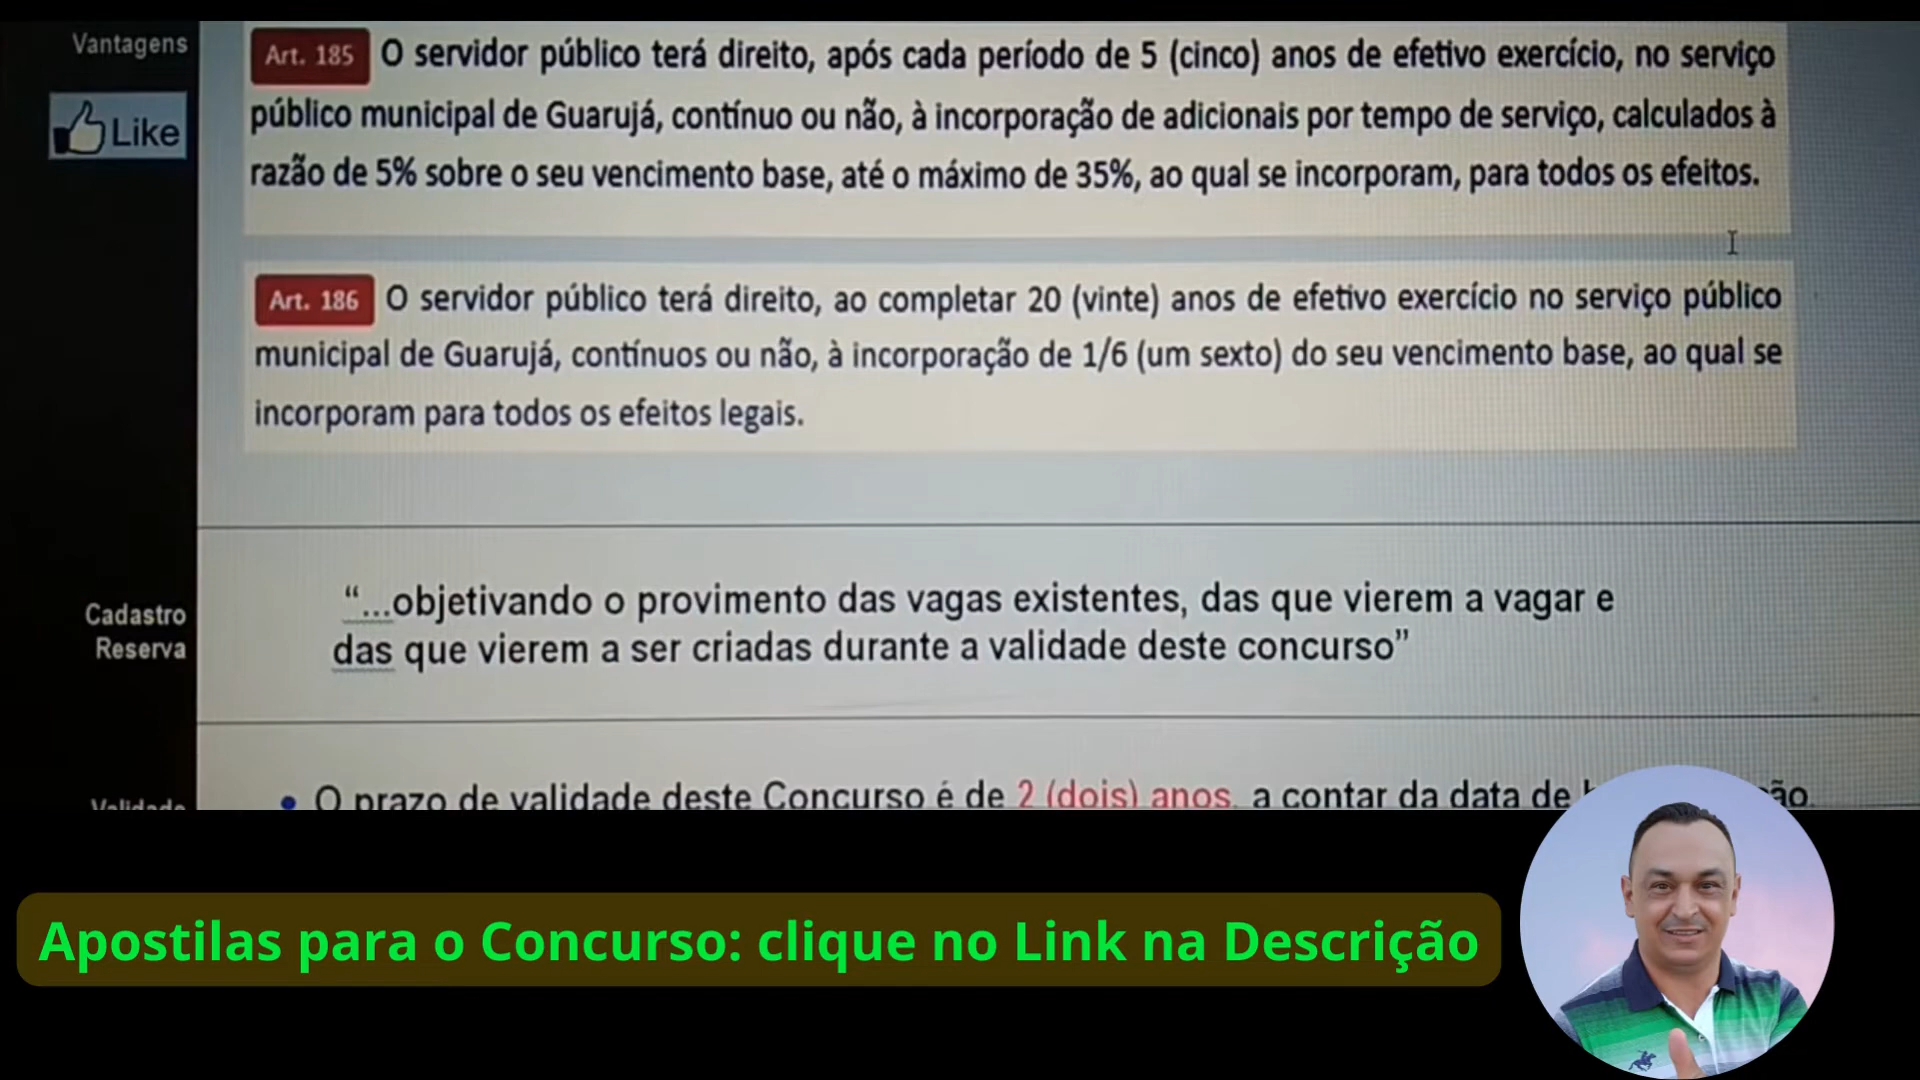 Vantagens
Like
Art. 185 O servidor público terá direito, após cada período de 5 (cinco) anos de efetivo exercício, no serviço
público municipal de Guarujá, contínuo ou não, à incorporação de adicionais por tempo de serviço, calculados à
razão de 5% sobre o seu vencimento base, até o máximo de 35%, ao qual se incorporam, para todos os efeitos.
Art. 186 O servidor público terá direito, ao completar 20 (vinte) anos de efetivo exercício no serviço público
municipal de Guarujá, contínuos ou não, à incorporação de 1/6 (um sexto) do seu vencimento base, ao qual se
incorporam para todos os efeitos legais.
Cadastro
Reserva
“...objetivando o provimento das vagas existentes, das que vierem a vagar e
das que vierem a ser criadas durante a validade deste concurso”
Validade
• O prazo de validade deste Concurso é de 2 (dois) anos, a contar da data de
Apostilas para o Concurso: clique no Link na Descrição